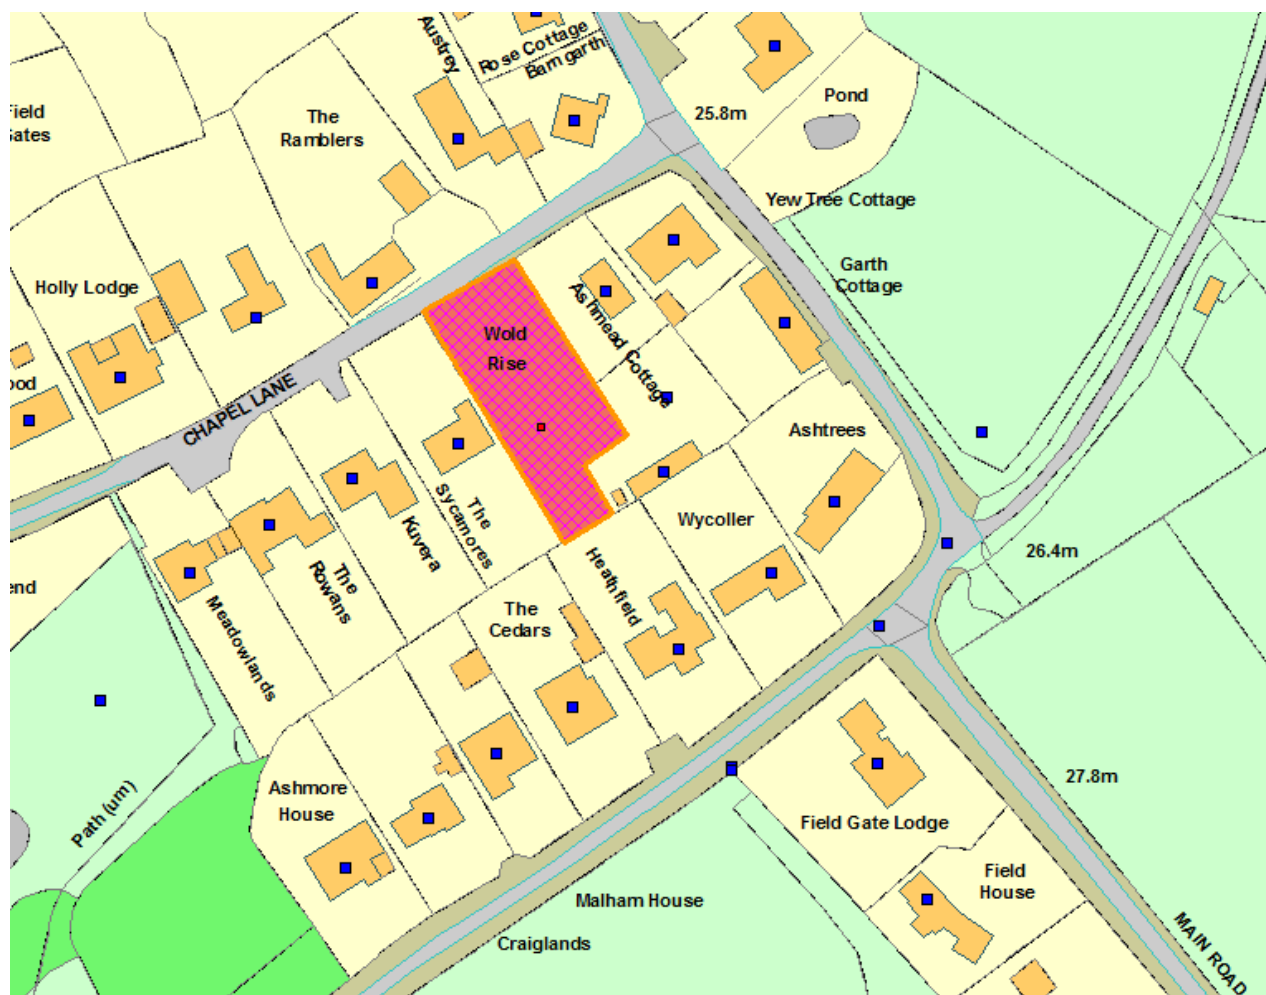 Austrey
Rose Cottage
Barngarth
Field
Gates
The
Ramblers
25.8m
Pond
Yew Tree Cottage
Garth
Cottage
Holly Lodge
Wold
Rise
Ashmead Cottage
ood
CHAPEL LANE
Ashtrees
The
Sycamores
Kuvera
Wycoller
26.4m
The
Rowans
Heathfield
end
Meadowlands
The
Cedars
27.8m
Ashmore
House
Path (um)
Field Gate Lodge
Field
House
Malham House
Craiglands
MAIN ROAD